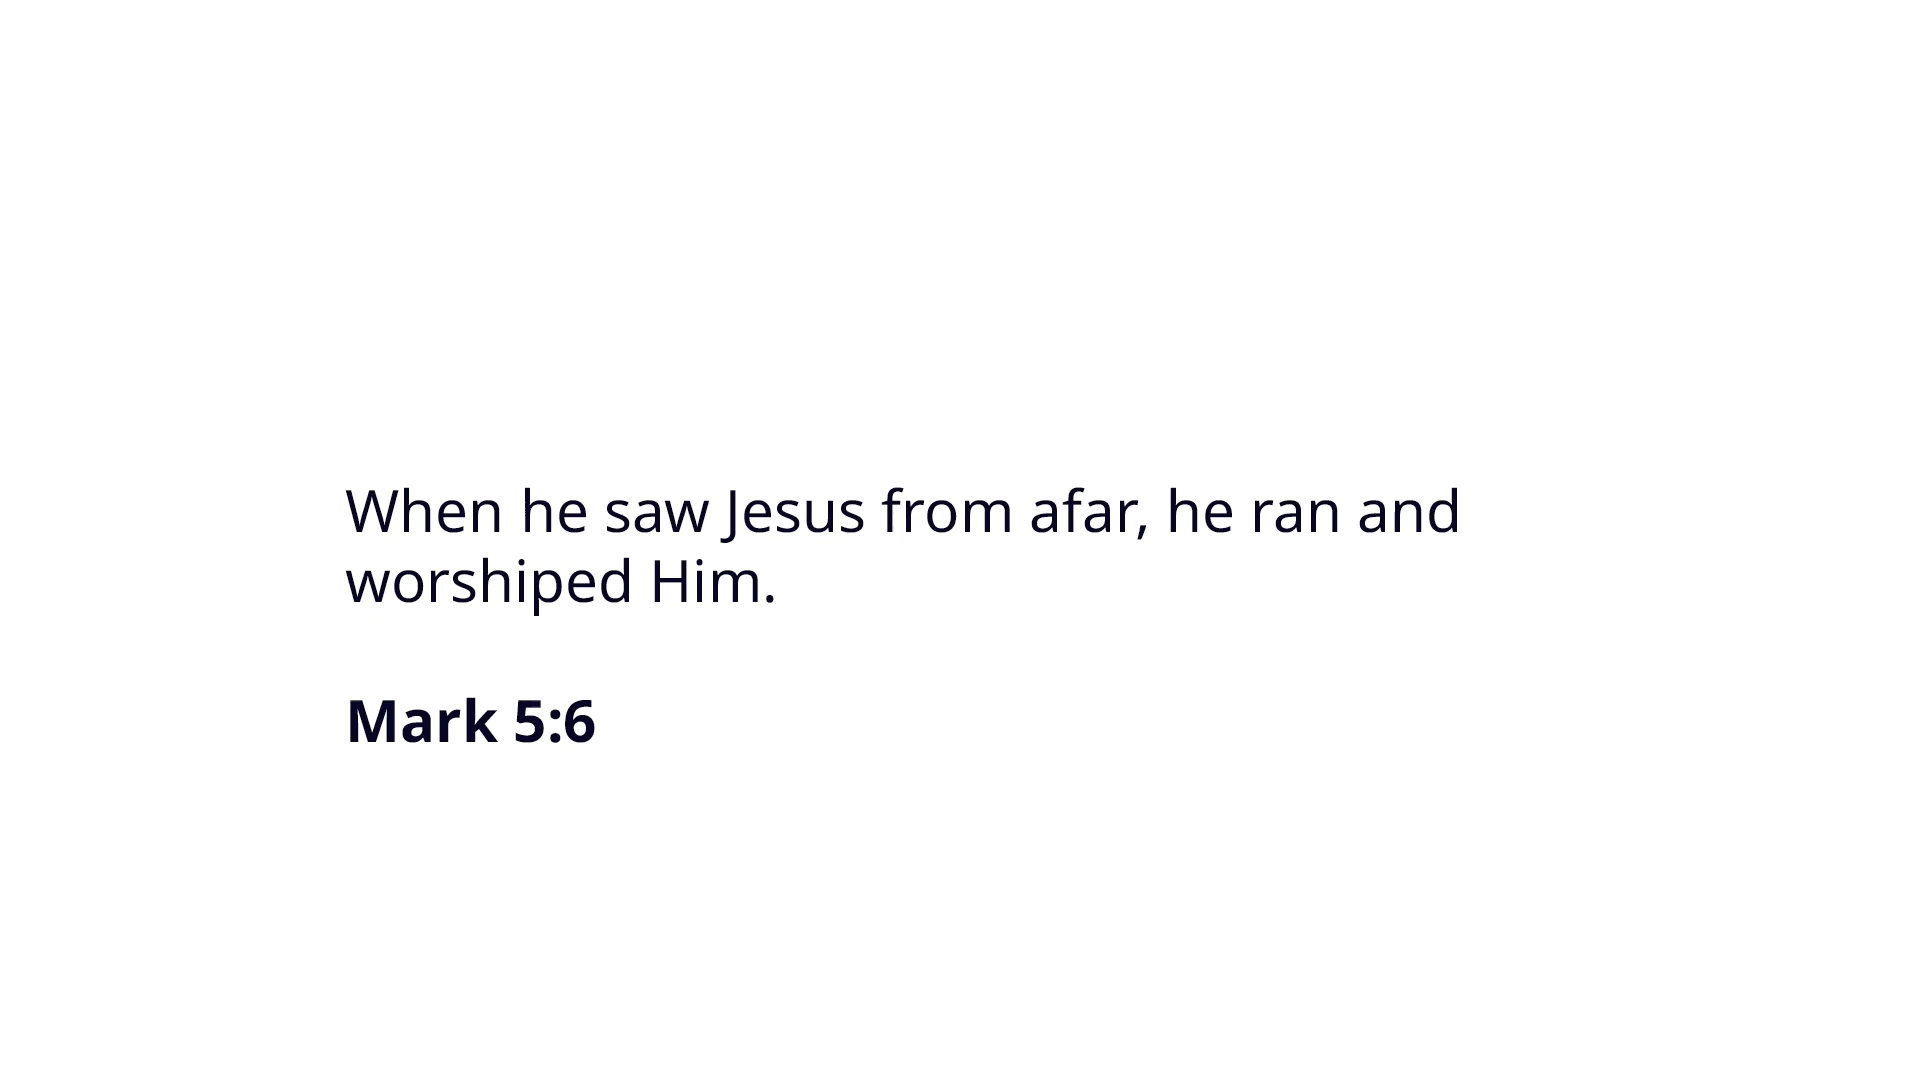 When he saw Jesus from afar, he ran and
worshiped Him.
Mark 5:6